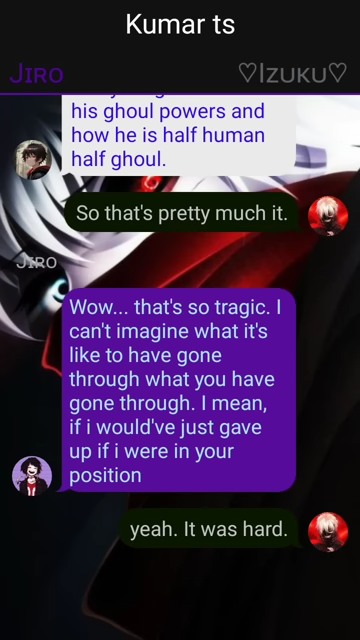 Kumar ts
JIRO
♡IZUKU♡
his ghoul powers and
how he is half human
half ghoul.
So that's pretty much it.
JIRO
Wow... that's so tragic. I
can't imagine what it's
like to have gone
through what you have
gone through. I mean,
if i would've just gave
up if i were in your
position
yeah. It was hard.